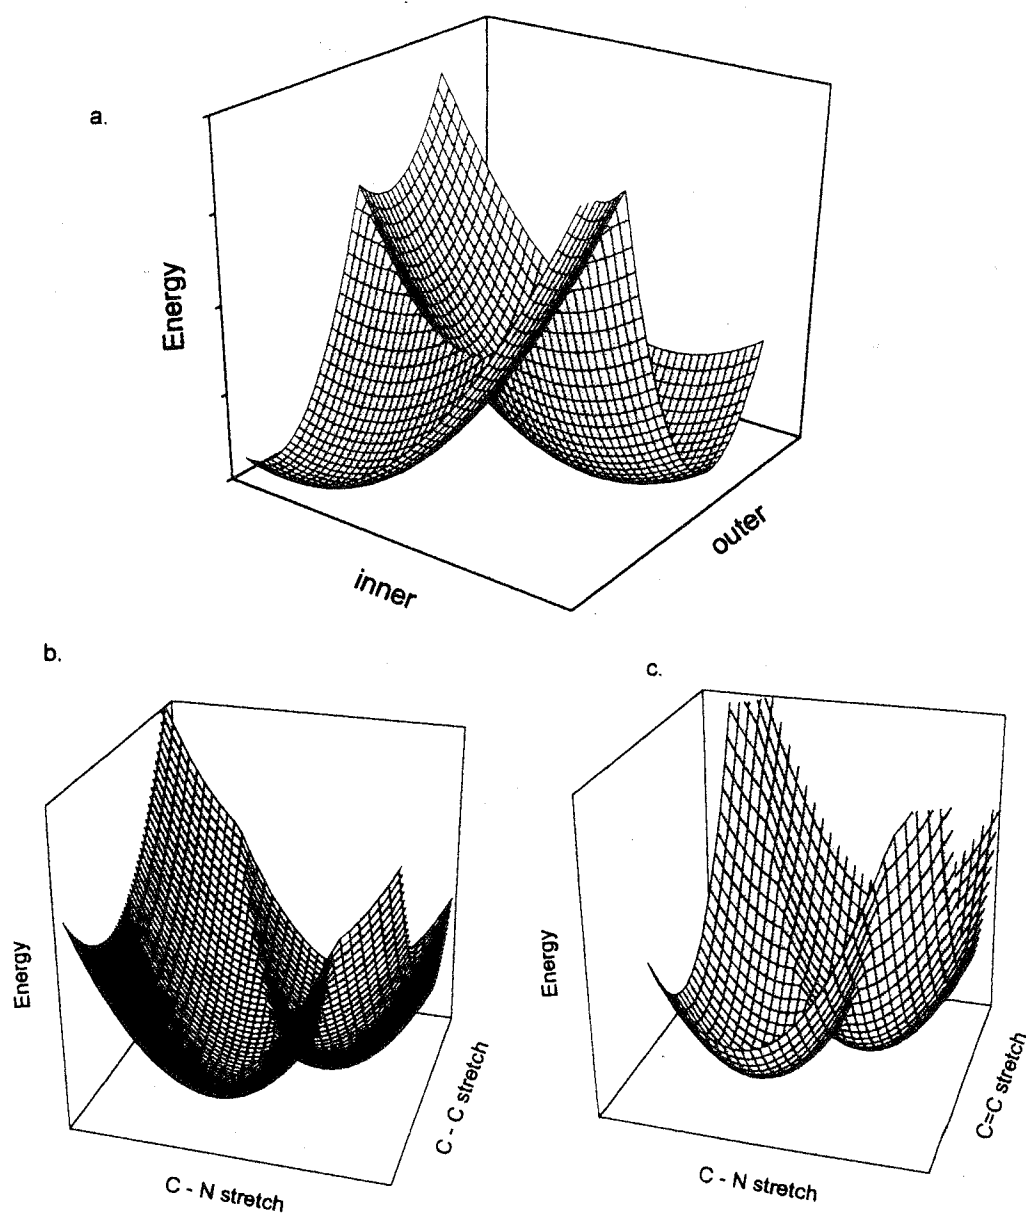 a.
Energy
inner
outer
b.
Energy
C - N stretch
C - C stretch
c.
Energy
C - N stretch
C=C stretch